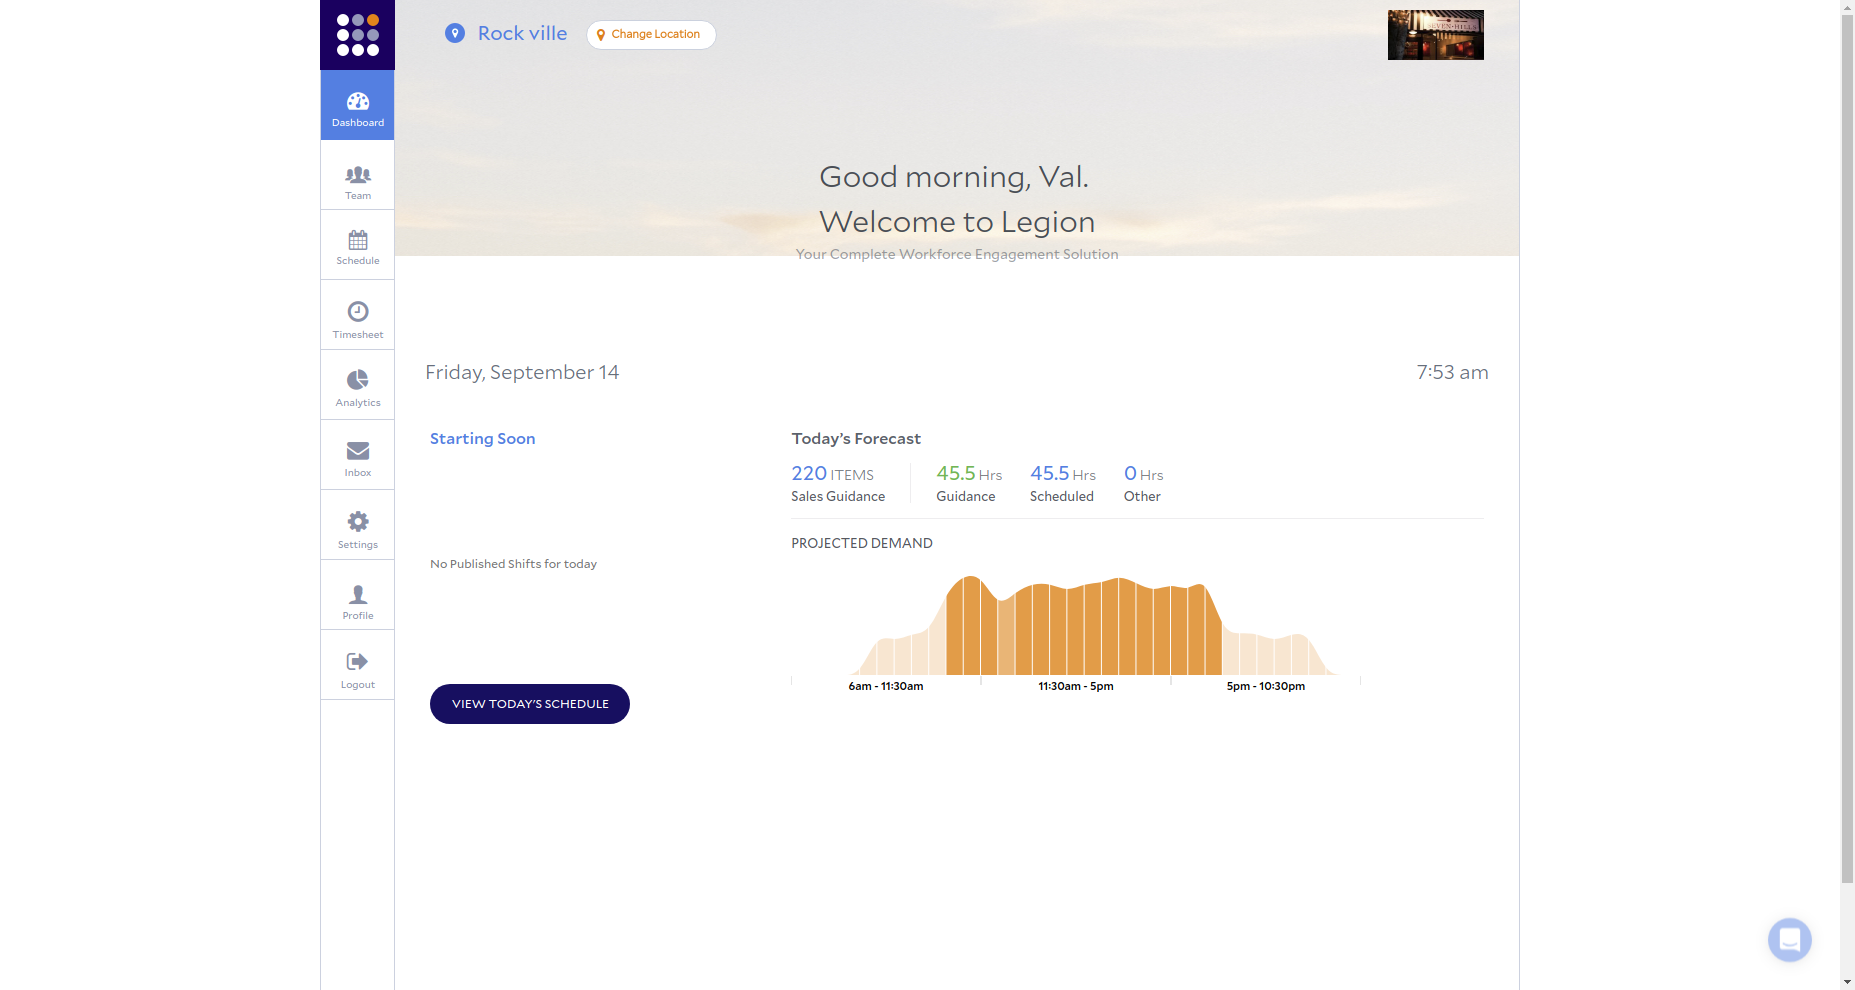 Rock ville
Change Location
SEVEN HILLS
Dashboard
Team
Schedule
Timesheet
Analytics
Inbox
Settings
Profile
Logout
Good morning, Val.
Welcome to Legion
Your Complete Workforce Engagement Solution
Friday, September 14
7:53 am
Starting Soon
No Published Shifts for today
VIEW TODAY'S SCHEDULE
Today's Forecast
220 ITEMS 45.5 Hrs 45.5 Hrs 0 Hrs
Sales Guidance Guidance Scheduled Other
PROJECTED DEMAND
6am - 11:30am 11:30am - 5pm 5pm - 10:30pm